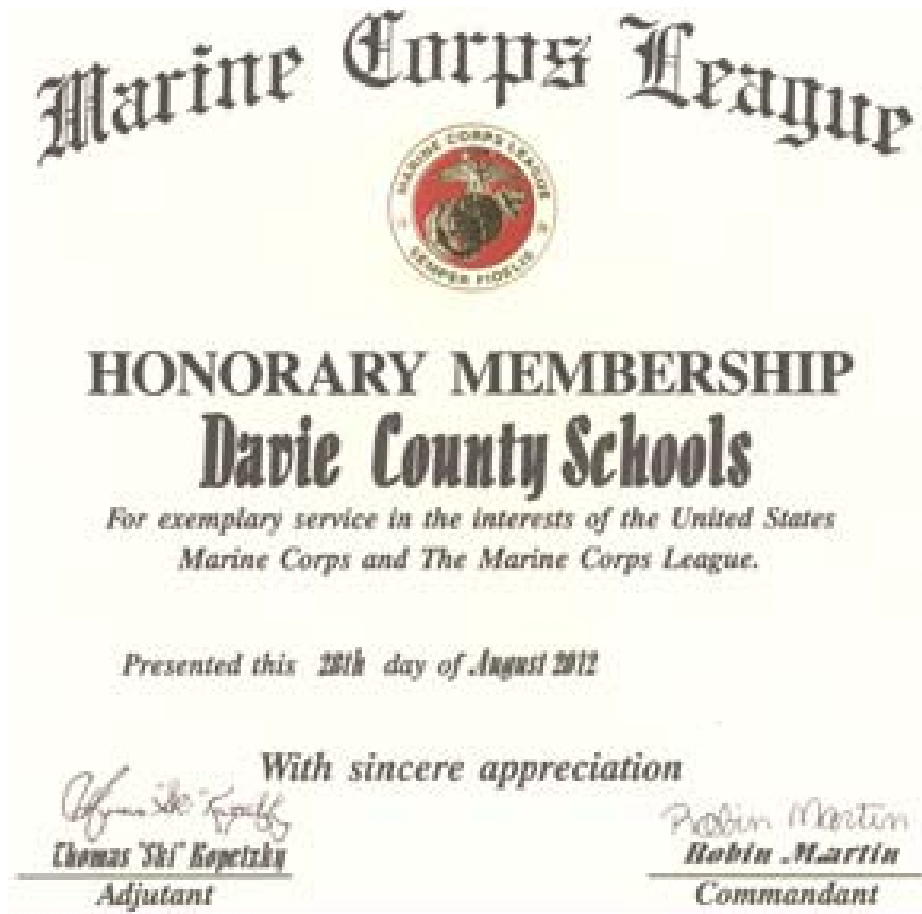 Marine Corps League
MARINE CORPS LEAGUE
SEMPER FIDELIS
HONORARY MEMBERSHIP
Davie County Schools
For exemplary service in the interests of the United States
Marine Corps and The Marine Corps League.
Presented this 28th day of August 2012
With sincere appreciation
Robin Martin
Thomas "Ski" Kopetzky
Robin Martin
Adjutant
Commandant